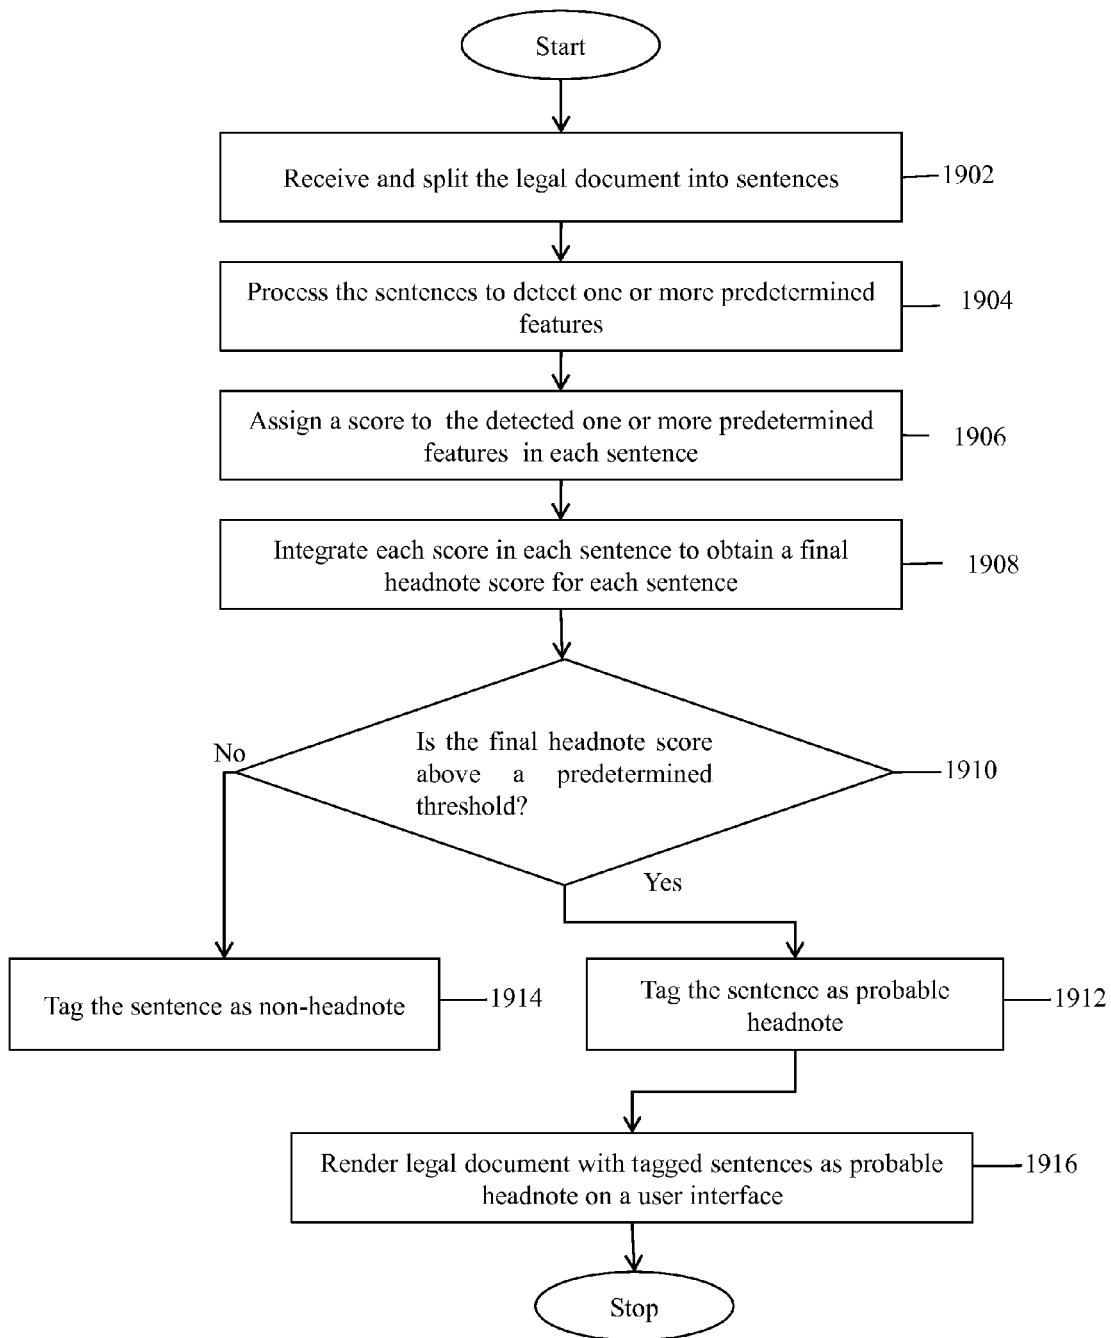 Start
Receive and split the legal document into sentences
1902
Process the sentences to detect one or more predetermined
features
1904
Assign a score to the detected one or more predetermined
features in each sentence
1906
Integrate each score in each sentence to obtain a final
headnote score for each sentence
1908
No
Is the final headnote score
above a predetermined
threshold?
1910
Yes
Tag the sentence as non-headnote
1914
Tag the sentence as probable
headnote
1912
Render legal document with tagged sentences as probable
headnote on a user interface
1916
Stop